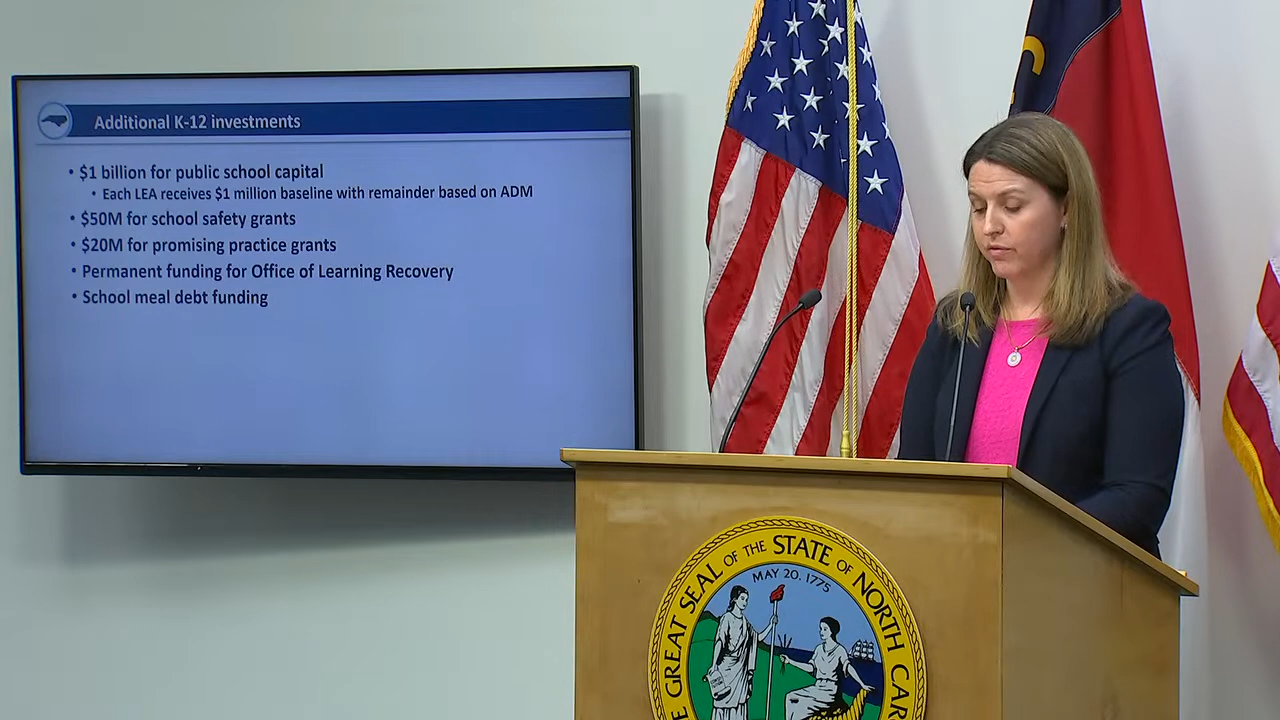 Additional K-12 investments
• $1 billion for public school capital
• Each LEA receives $1 million baseline with remainder based on ADM
• $50M for school safety grants
• $20M for promising practice grants
• Permanent funding for Office of Learning Recovery
• School meal debt funding
E GREAT SEAL OF THE STATE OF NORTH CAR
MAY 20, 1775